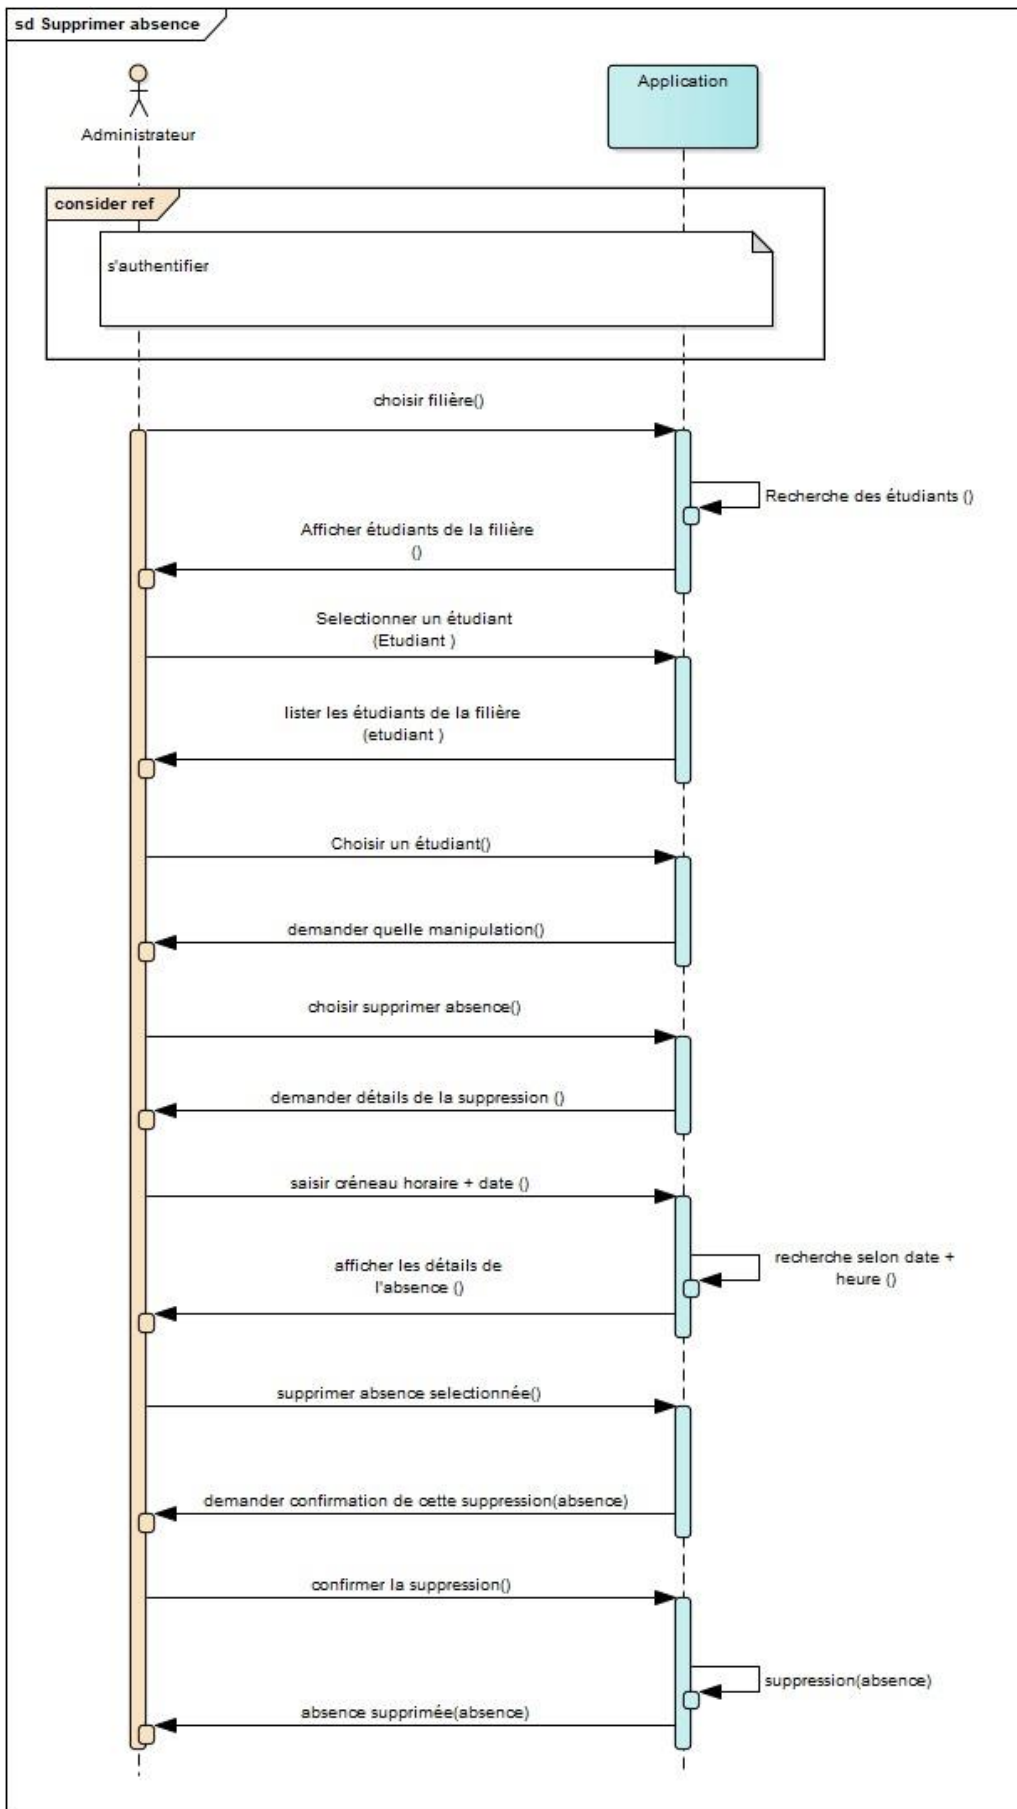 sd Supprimer absence
Application
Administrateur
consider ref
s'authentifier
choisir filière()
Recherche des étudiants ()
Afficher étudiants de la filière
()
Selectionner un étudiant
(Etudiant )
lister les étudiants de la filière
(etudiant )
Choisir un étudiant()
demander quelle manipulation()
choisir supprimer absence()
demander détails de la suppression ()
saisir créneau horaire + date ()
recherche selon date +
heure ()
afficher les détails de
l'absence ()
supprimer absence selectionnée()
demander confirmation de cette suppression(absence)
confirmer la suppression()
suppression(absence)
absence supprimée(absence)